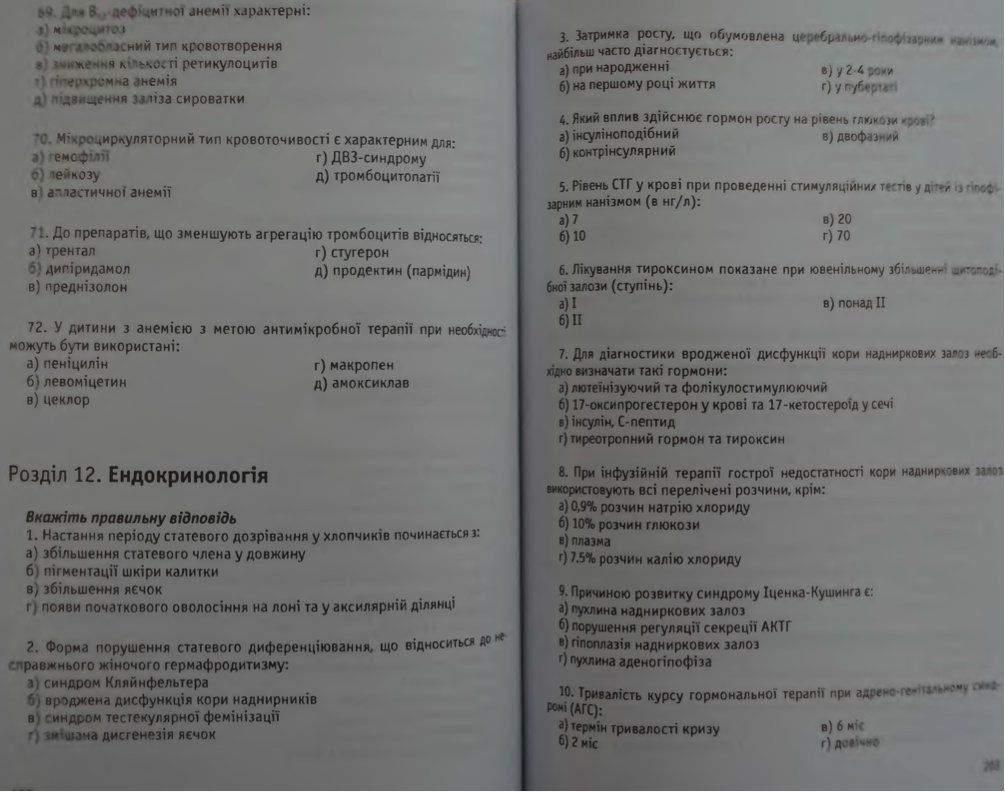 69. Для B₁₂-дефіцитної анемії характерні:
а) мікроцитоз
б) мегалобласний тип кровотворення
в) зниження кількості ретикулоцитів
г) гіперхромна анемія
д) підвищення заліза сироватки
70. Мікроциркуляторний тип кровоточивості є характерним для:
а) гемофілії
г) ДВЗ-синдрому
б) лейкозу
д) тромбоцитопатії
в) апластичної анемії
71. До препаратів, що зменшують агрегацію тромбоцитів відносяться:
а) трентал
г) стугерон
б) дипіридамол
д) продектин (пармідин)
в) преднізолон
72. У дитини з анемією з метою антимікробної терапії при необхідності
можуть бути використані:
а) пеніцилін
г) макропен
б) левоміцетин
д) амоксиклав
в) цеклор
Розділ 12. Ендокринологія
Вкажіть правильну відповідь
1. Настання періоду статевого дозрівання у хлопчиків починається з:
а) збільшення статевого члена у довжину
б) пігментації шкіри калитки
в) збільшення яєчок
г) появи початкового оволосіння на лоні та у аксилярній ділянці
2. Форма порушення статевого диференціювання, що відноситься до не-
справжнього жіночого гермафродитизму:
а) синдром Кляйнфельтера
б) вроджена дисфункція кори наднирників
в) синдром тестекулярної фемінізації
г) змішана дисгенезія яєчок
3. Затримка росту, що обумовлена церебрально-гіпофізарним нанізмом,
найбільш часто діагностується:
а) при народженні
в) у 2-4 роки
б) на першому році життя
г) у пубертаті
4. Який вплив здійснює гормон росту на рівень глюкози крові?
а) інсуліноподібний
в) двофазний
б) контрінсулярний
5. Рівень СТГ у крові при проведенні стимуляційних тестів у дітей із гіпофі-
зарним нанізмом (в нг/л):
а) 7
в) 20
б) 10
г) 70
6. Лікування тироксином показане при ювенільному збільшенні щитоподі-
бної залози (ступінь):
а) I
в) понад II
б) II
7. Для діагностики вродженої дисфункції кори надниркових залоз необ-
хідно визначати такі гормони:
а) лютеїнізуючий та фолікулостимулюючий
б) 17-оксипрогестерон у крові та 17-кетостероїд у сечі
в) інсулін, С-пептид
г) тиреотропний гормон та тироксин
8. При інфузійній терапії гострої недостатності кори надниркових залоз
використовують всі перелічені розчини, крім:
а) 0,9% розчин натрію хлориду
б) 10% розчин глюкози
в) плазма
г) 7.5% розчин калію хлориду
9. Причиною розвитку синдрому Іценка-Кушинга є:
а) пухлина надниркових залоз
б) порушення регуляції секреції АКТГ
в) гіпоплазія надниркових залоз
г) пухлина аденогіпофіза
10. Тривалість курсу гормональної терапії при адрено-генітальному синд-
ромі (АГС):
а) термін тривалості кризу
в) 6 міс
б) 2 міс
г) довічно
203